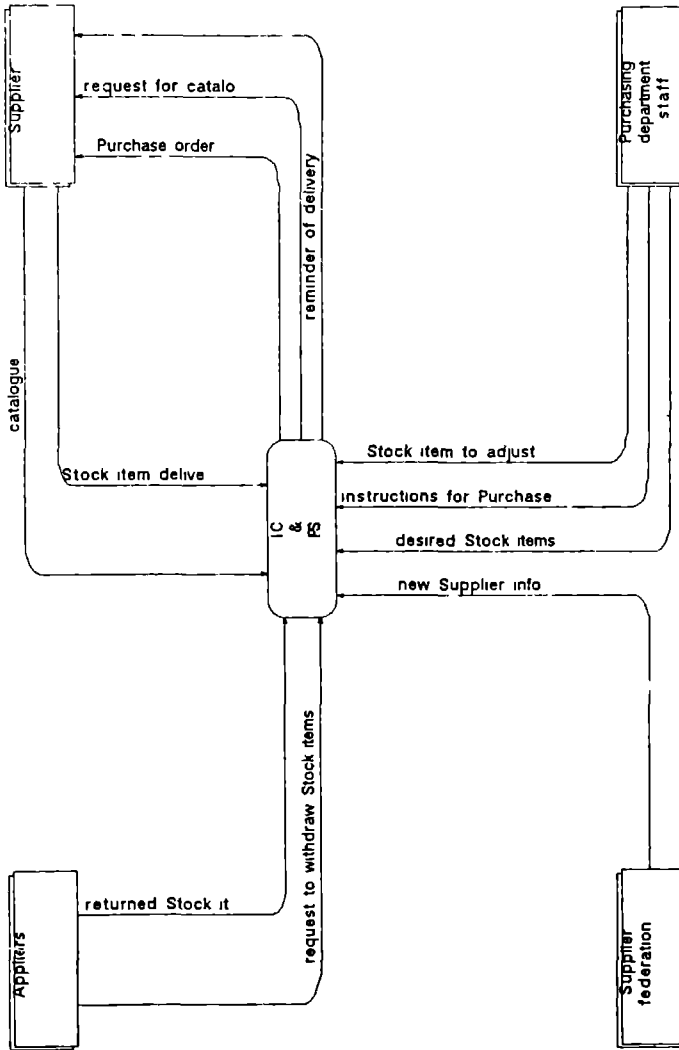 Supplier
request for catalo
Purchase order
reminder of delivery
catalogue
Stock item delive
Purchasing
department
staff
IC
&
PS
Stock item to adjust
instructions for Purchase
desired Stock items
new Supplier info
Appliers
returned Stock it
request to withdraw Stock items
Supplier
federation